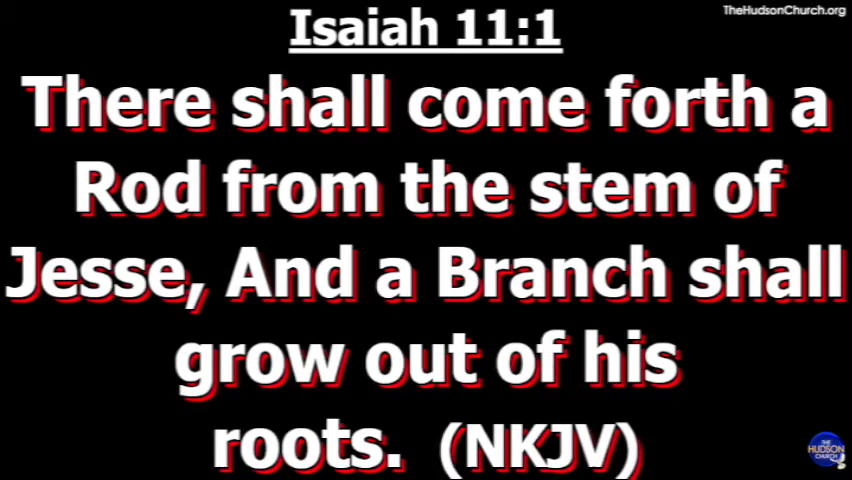 TheHudsonChurch.org
Isaiah 11:1
There shall come forth a
Rod from the stem of
Jesse, And a Branch shall
grow out of his
roots. (NKJV)
THE
HUDSON
CHURCH